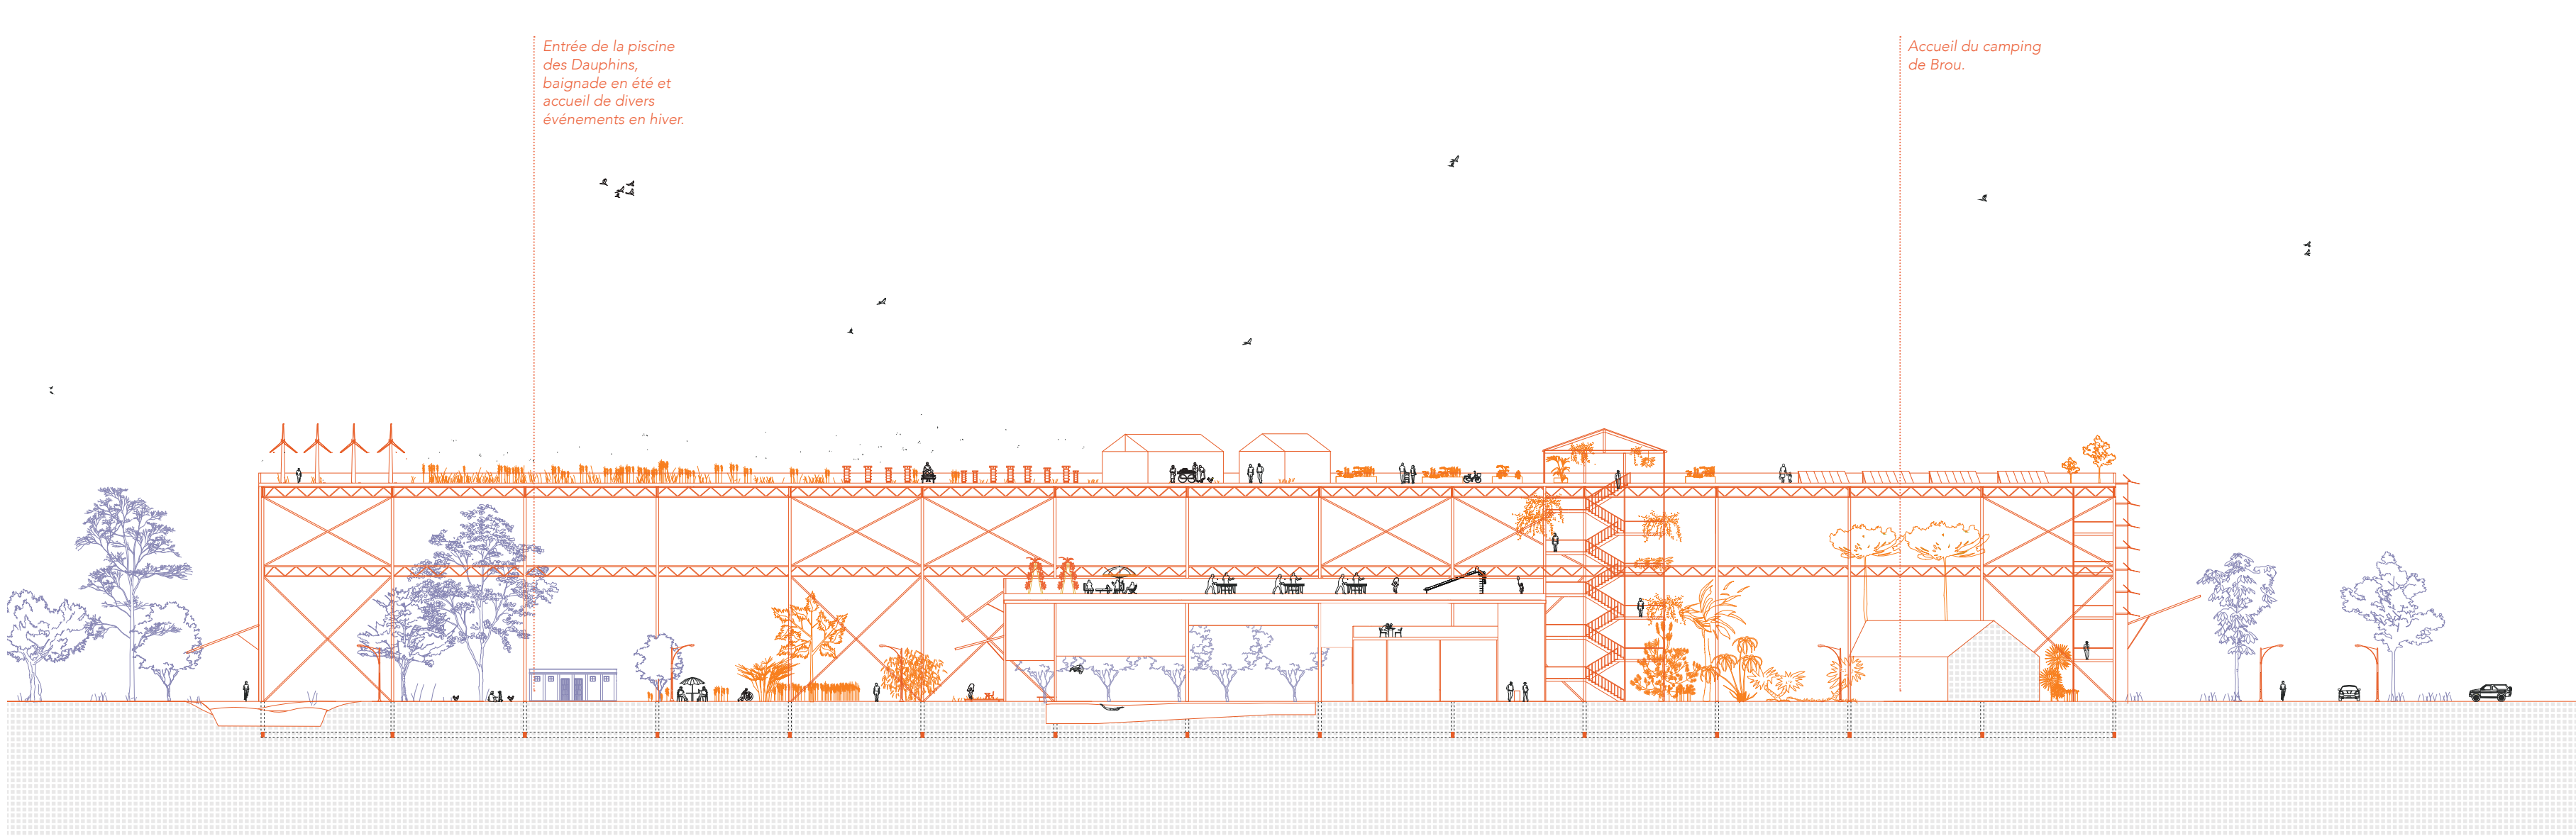 Entrée de la piscine
des Dauphins,
baignade en été et
accueil de divers
événements en hiver.
Accueil du camping
de Brou.